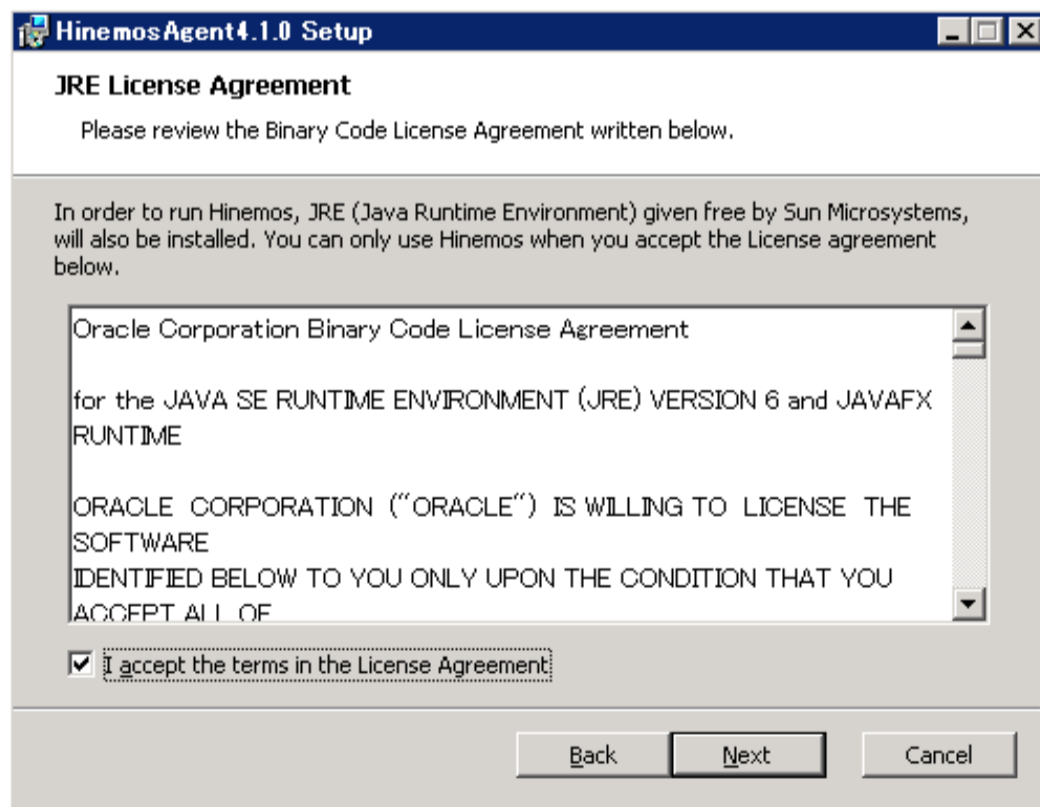 HinemosAgent4.1.0 Setup
JRE License Agreement
Please review the Binary Code License Agreement written below.
In order to run Hinemos, JRE (Java Runtime Environment) given free by Sun Microsystems,
will also be installed. You can only use Hinemos when you accept the License agreement
below.
Oracle Corporation Binary Code License Agreement
for the JAVA SE RUNTIME ENVIRONMENT (JRE) VERSION 6 and JAVAFX
RUNTIME
ORACLE CORPORATION ("ORACLE") IS WILLING TO LICENSE THE
SOFTWARE
IDENTIFIED BELOW TO YOU ONLY UPON THE CONDITION THAT YOU
ACCEPT ALL OF
I accept the terms in the License Agreement
Back Next Cancel